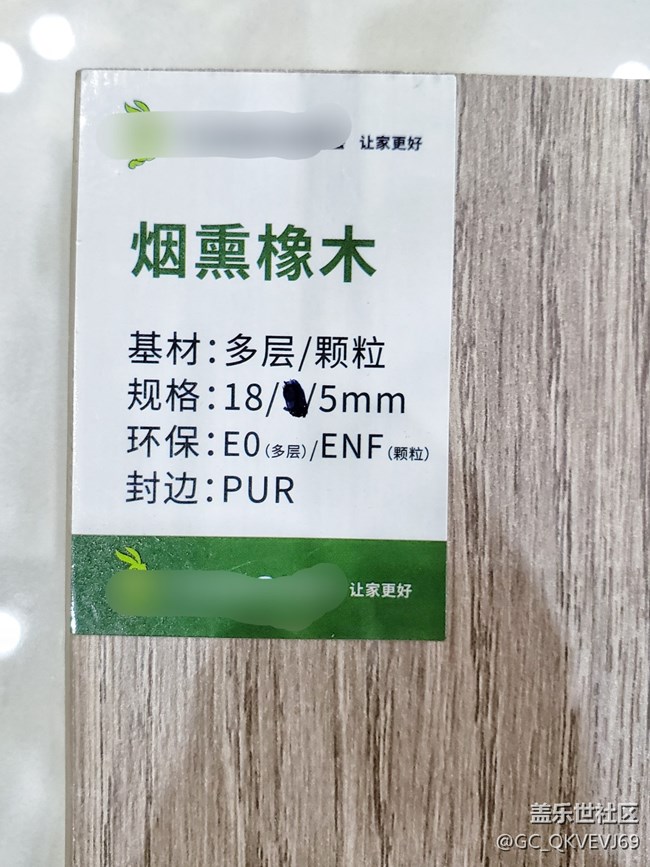 让家更好
烟熏橡木
基材：多层/颗粒
规格：18/ /5mm
环保：E0（多层）/ENF（颗粒）
封边：PUR
让家更好
盖乐世社区
@GC_QKVEVJ69